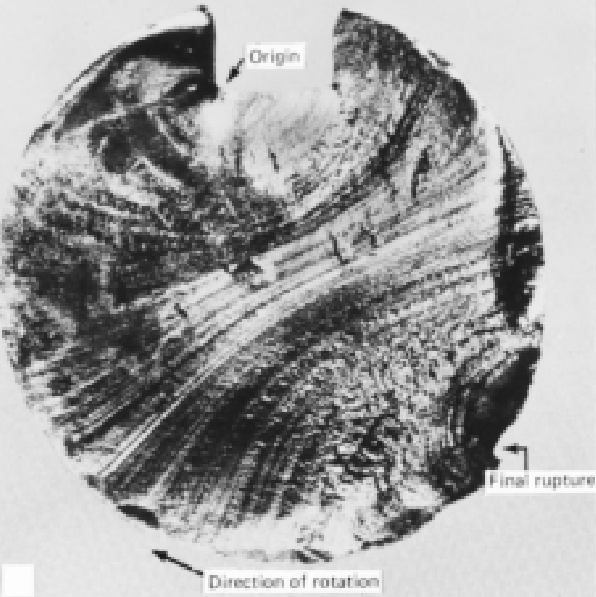 Origin
Final rupture
Direction of rotation